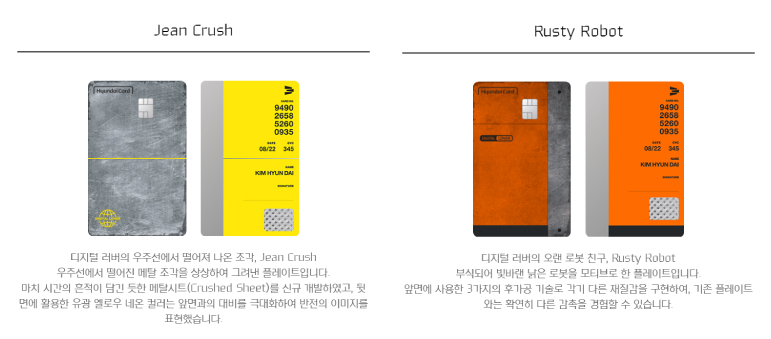 Jean Crush
Rusty Robot
HyundaiCard
9490
2658
5260
0935
DATE CVC
08/22 345
NAME
KIM HYUN DAI
SIGNATURE
HyundaiCard
DIGITAL LOVER
9490
2658
5260
0935
DATE CVC
08/22 345
NAME
KIM HYUN DAI
SIGNATURE
디지털 러버의 우주선에서 떨어져 나온 조각, Jean Crush
우주선에서 떨어진 메탈 조각을 상상하여 그려낸 플레이트입니다.
마치 시간의 흔적이 담긴 듯한 메탈시트(Crushed Sheet)를 신규 개발하였고, 뒷
면에 활용한 유광 옐로우 네온 컬러는 앞면과의 대비를 극대화하여 반전의 이미지를
표현했습니다.
디지털 러버의 오랜 로봇 친구, Rusty Robot
부식되어 빛바랜 낡은 로봇을 모티브로 한 플레이트입니다.
앞면에 사용한 3가지의 후가공 기술로 각기 다른 재질감을 구현하여, 기존 플레이트
와는 확연히 다른 감촉을 경험할 수 있습니다.